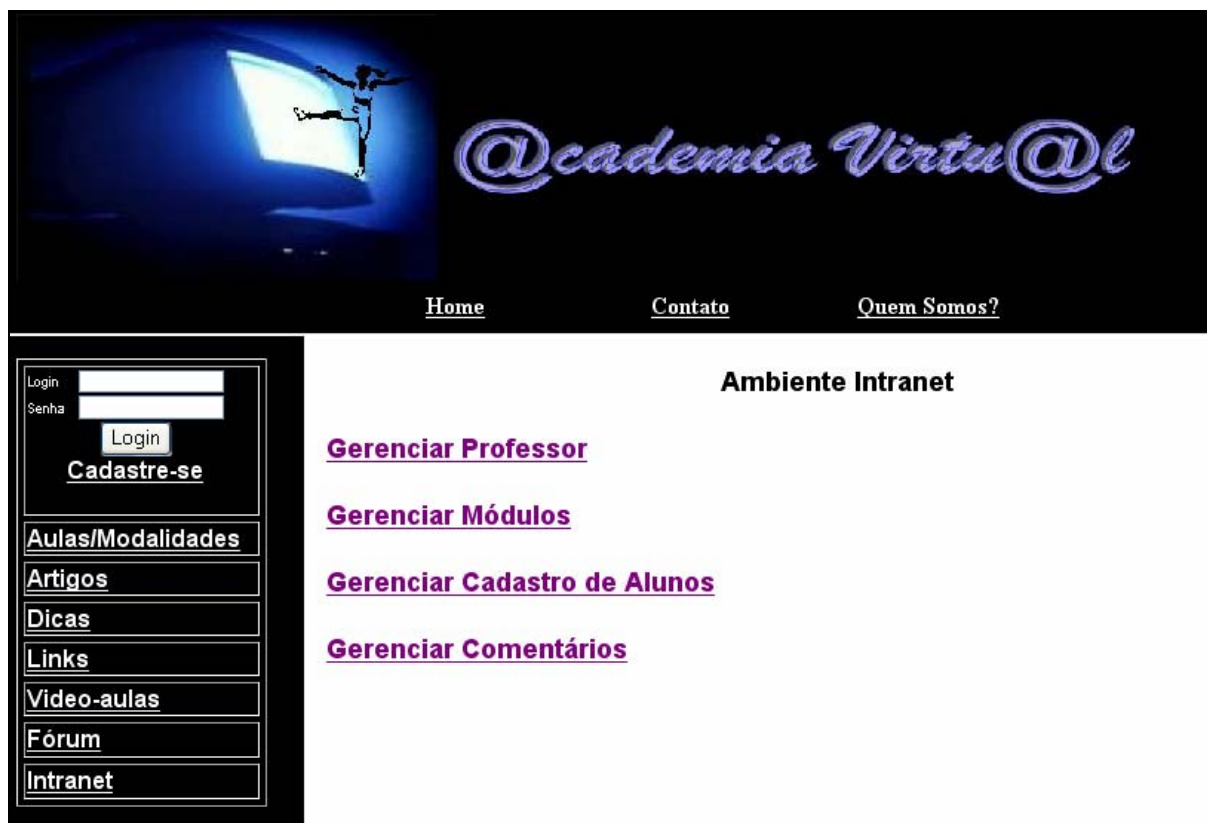 @cademia Virtu@l
Home Contato Quem Somos?
Login
Senha
Login
Cadastre-se
Aulas/Modalidades
Artigos
Dicas
Links
Video-aulas
Fórum
Intranet
Ambiente Intranet
Gerenciar Professor
Gerenciar Módulos
Gerenciar Cadastro de Alunos
Gerenciar Comentários